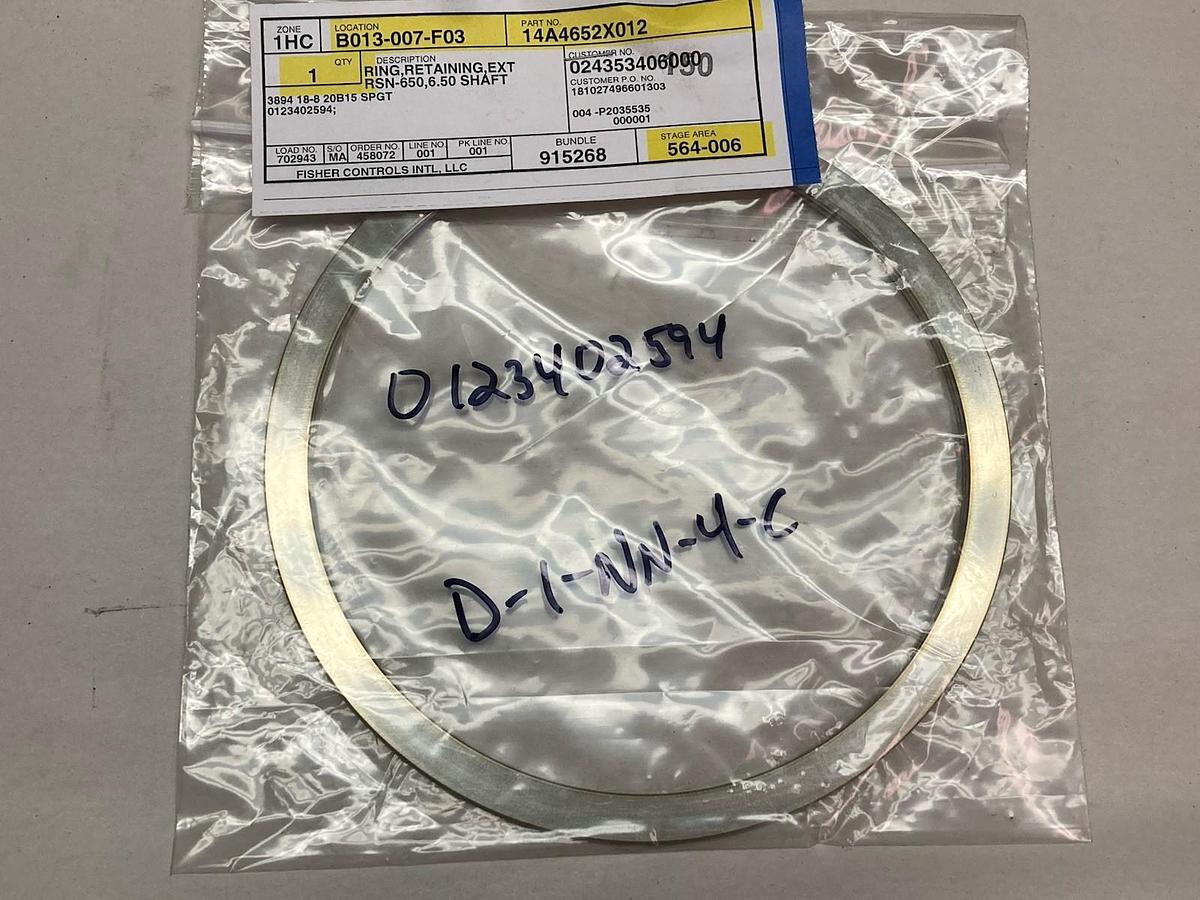 ZONE LOCATION PART NO.
1HC B013-007-F03 14A4652X012
QTY DESCRIPTION CUSTOMER NO.
1 RING,RETAINING,EXT 024353406000
RSN-650,6.50 SHAFT CUSTOMER P.O. NO.
181027496601303
3894 18-8 20B15 SPGT
0123402594; 004 -P2035535
000001
LOAD NO. S/O ORDER NO. LINE NO. PK LINE NO BUNDLE STAGE AREA
702943 MA 458072 001 001 915268 564-006
FISHER CONTROLS INTL, LLC
0123402594
D-1-NN-4-C